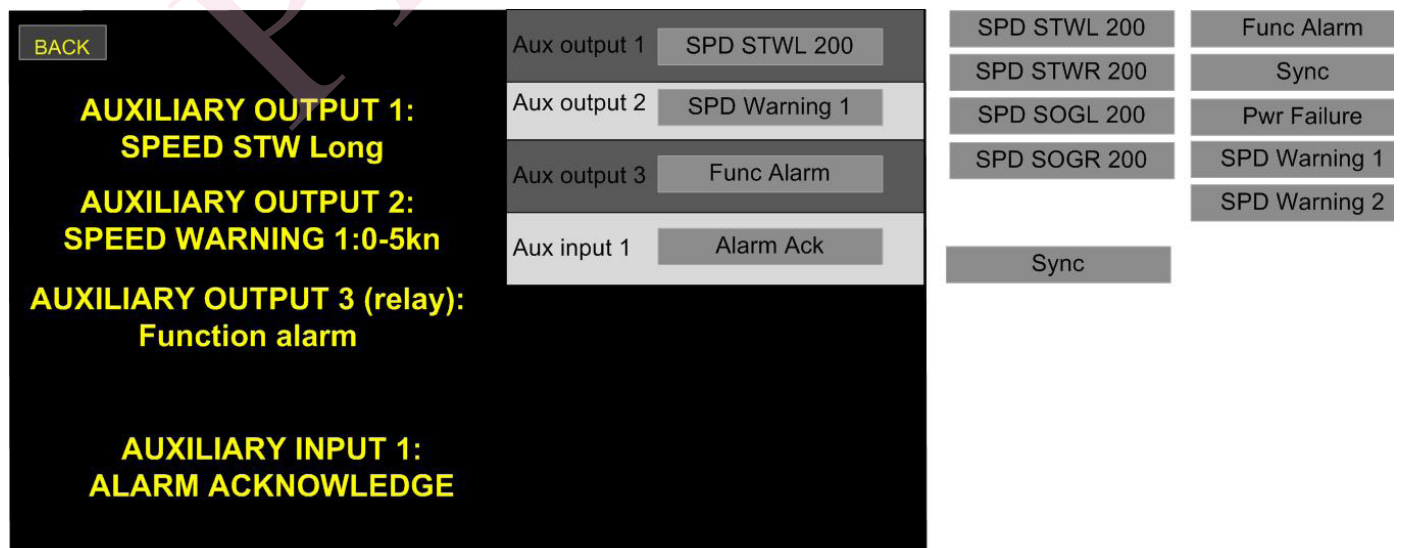 BACK
AUXILIARY OUTPUT 1:
SPEED STW Long
AUXILIARY OUTPUT 2:
SPEED WARNING 1:0-5kn
AUXILIARY OUTPUT 3 (relay):
Function alarm
AUXILIARY INPUT 1:
ALARM ACKNOWLEDGE
Aux output 1 SPD STWL 200
Aux output 2 SPD Warning 1
Aux output 3 Func Alarm
Aux input 1 Alarm Ack
SPD STWL 200
SPD STWR 200
SPD SOGL 200
SPD SOGR 200
Sync
Func Alarm
Sync
Pwr Failure
SPD Warning 1
SPD Warning 2